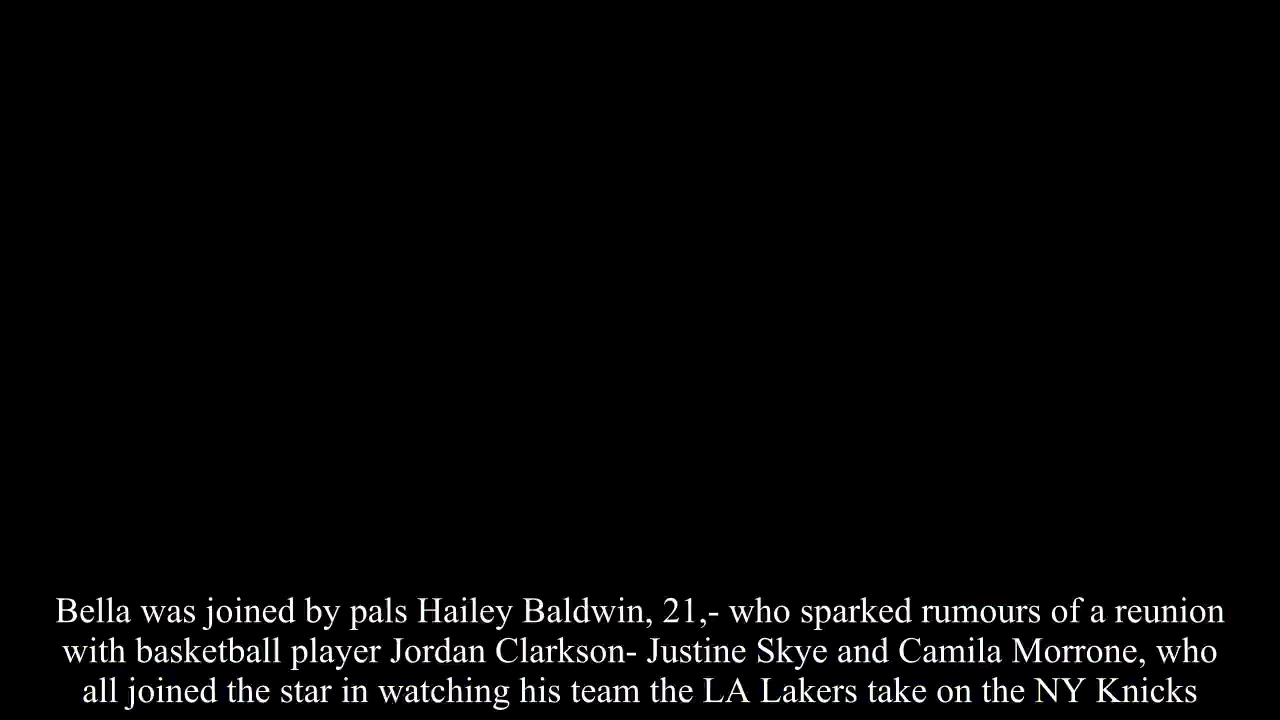 Bella was joined by pals Hailey Baldwin, 21,- who sparked rumours of a reunion
with basketball player Jordan Clarkson- Justine Skye and Camila Morrone, who
all joined the star in watching his team the LA Lakers take on the NY Knicks